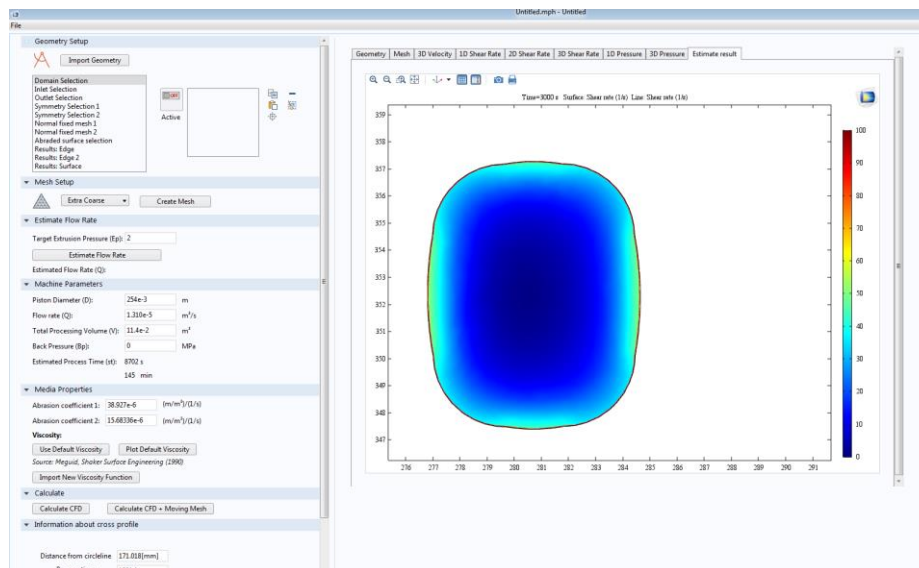 Untitled.mph - Untitled
File
Geometry Setup
Import Geometry
Domain Selection
Inlet Selection
Outlet Selection
Symmetry Selection 1
Symmetry Selection 2
Normal fixed mesh 1
Normal fixed mesh 2
Abraded surface selection
Results: Edge
Results: Edge 2
Results: Surface
Active
Mesh Setup
Extra Coarse
Create Mesh
Estimate Flow Rate
Target Extrusion Pressure (Ep): 2
Estimate Flow Rate
Estimated Flow Rate (Q):
Machine Parameters
Piston Diameter (D): 254e-3 m
Flow rate (Q): 1.310e-5 m³/s
Total Processing Volume (V): 11.4e-2 m³
Back Pressure (Bp): 0 MPa
Estimated Process Time (st): 8702 s
145 min
Media Properties
Abrasion coefficient 1: 38.927e-6 (m/m³)/(1/s)
Abrasion coefficient 2: 15.68336e-6 (m/m³)/(1/s)
Viscosity:
Use Default Viscosity Plot Default Viscosity
Source: Meguid, Shaker Surface Engineering (1990)
Import New Viscosity Function
Calculate
Calculate CFD Calculate CFD + Moving Mesh
Information about cross profile
Distance from circleline 171.018[mm]
Geometry Mesh 3D Velocity 1D Shear Rate 2D Shear Rate 3D Shear Rate 1D Pressure 3D Pressure Estimate result
Surface: Shear rate (1/s) Line: Shear rate (1/s)
359
358
357
356
355
354
353
352
351
350
349
348
347
276 277 278 279 280 281 282 283 284 285 286 287 288 289 290 291
100
90
80
70
60
50
40
30
20
10
0